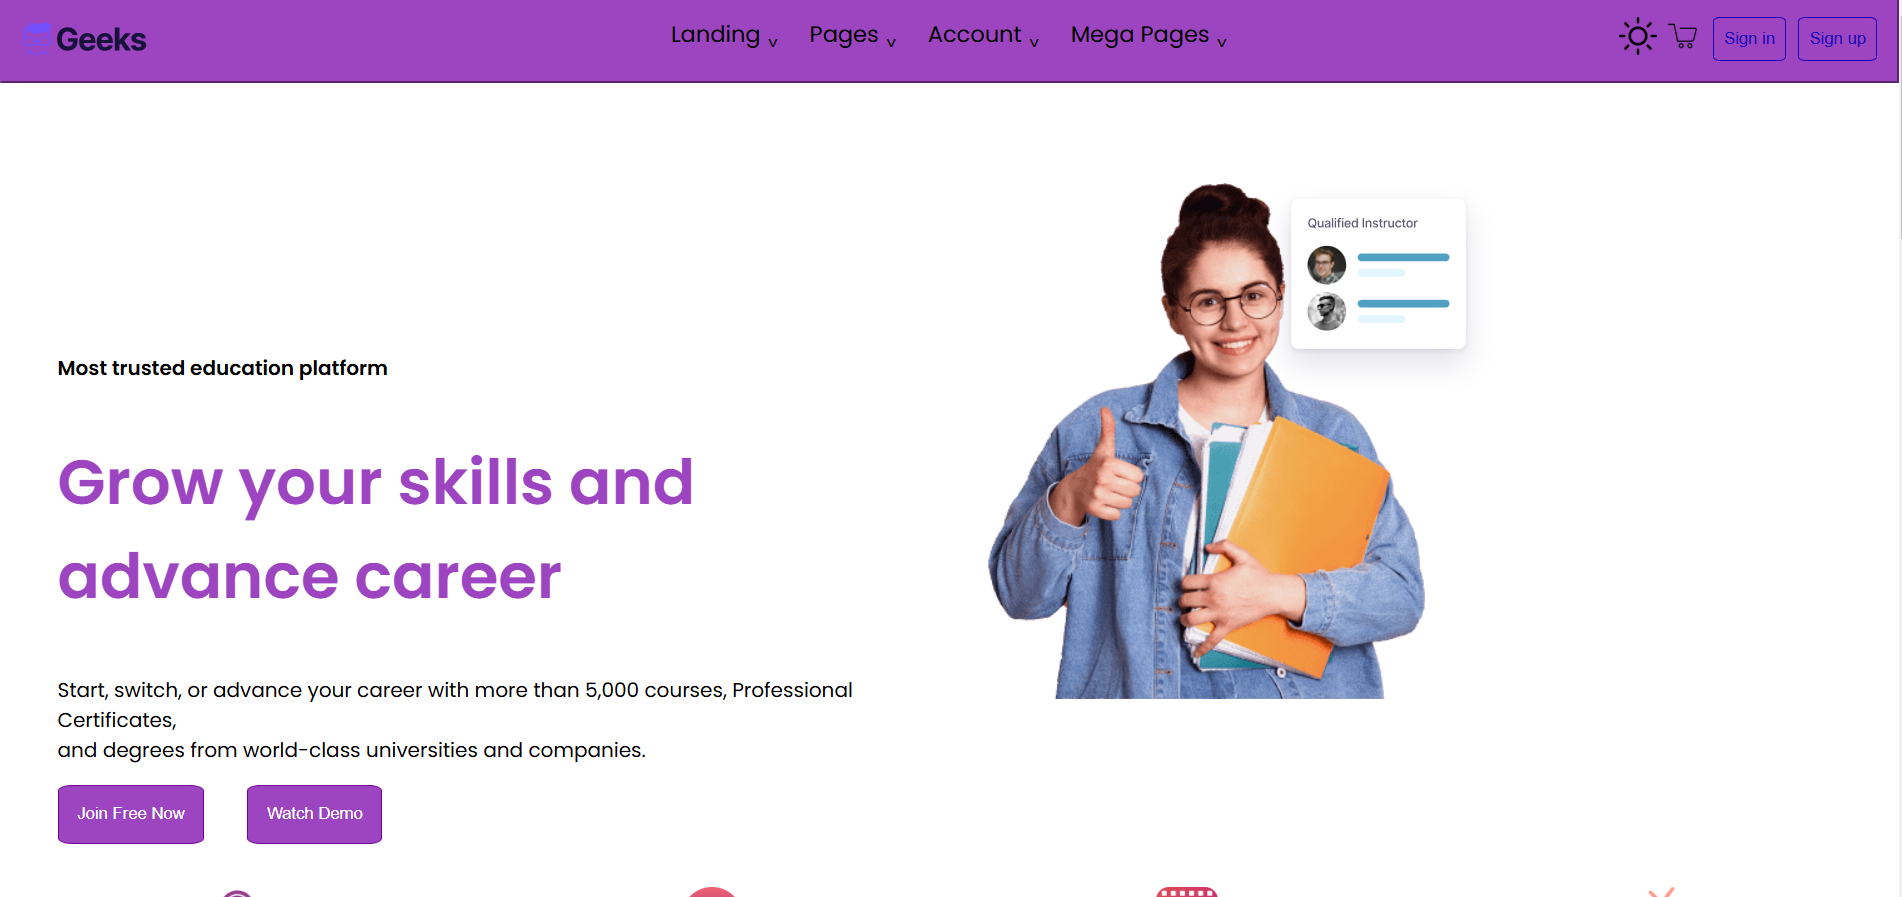 Geeks
Landing v Pages v Account v Mega Pages v
Sign in Sign up
Qualified Instructor
Most trusted education platform
Grow your skills and
advance career
Start, switch, or advance your career with more than 5,000 courses, Professional
Certificates,
and degrees from world-class universities and companies.
Join Free Now Watch Demo